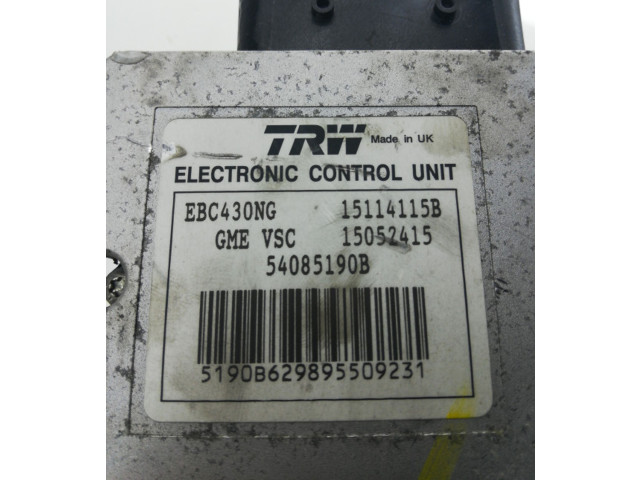 TRW Made in UK
ELECTRONIC CONTROL UNIT
EBC430NG 15114115B
GME VSC 15052415
54085190B
5190B629895509231